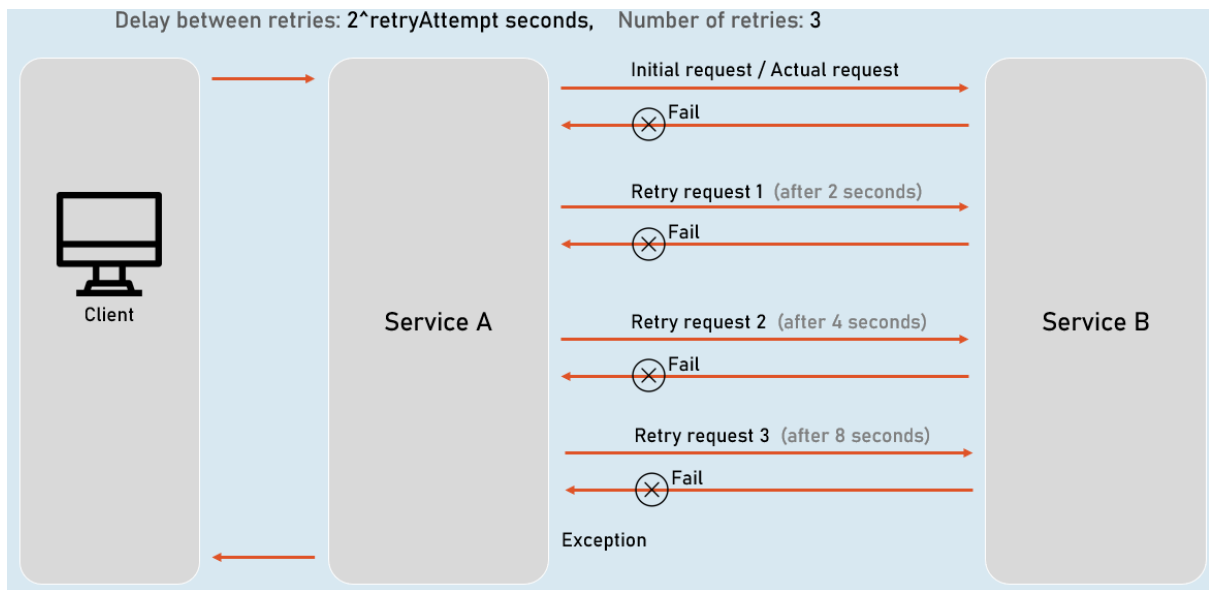 Delay between retries: 2^retryAttempt seconds, Number of retries: 3
Initial request / Actual request
Fail
Retry request 1 (after 2 seconds)
Fail
Client
Service A
Retry request 2 (after 4 seconds)
Service B
Fail
Retry request 3 (after 8 seconds)
Fail
Exception